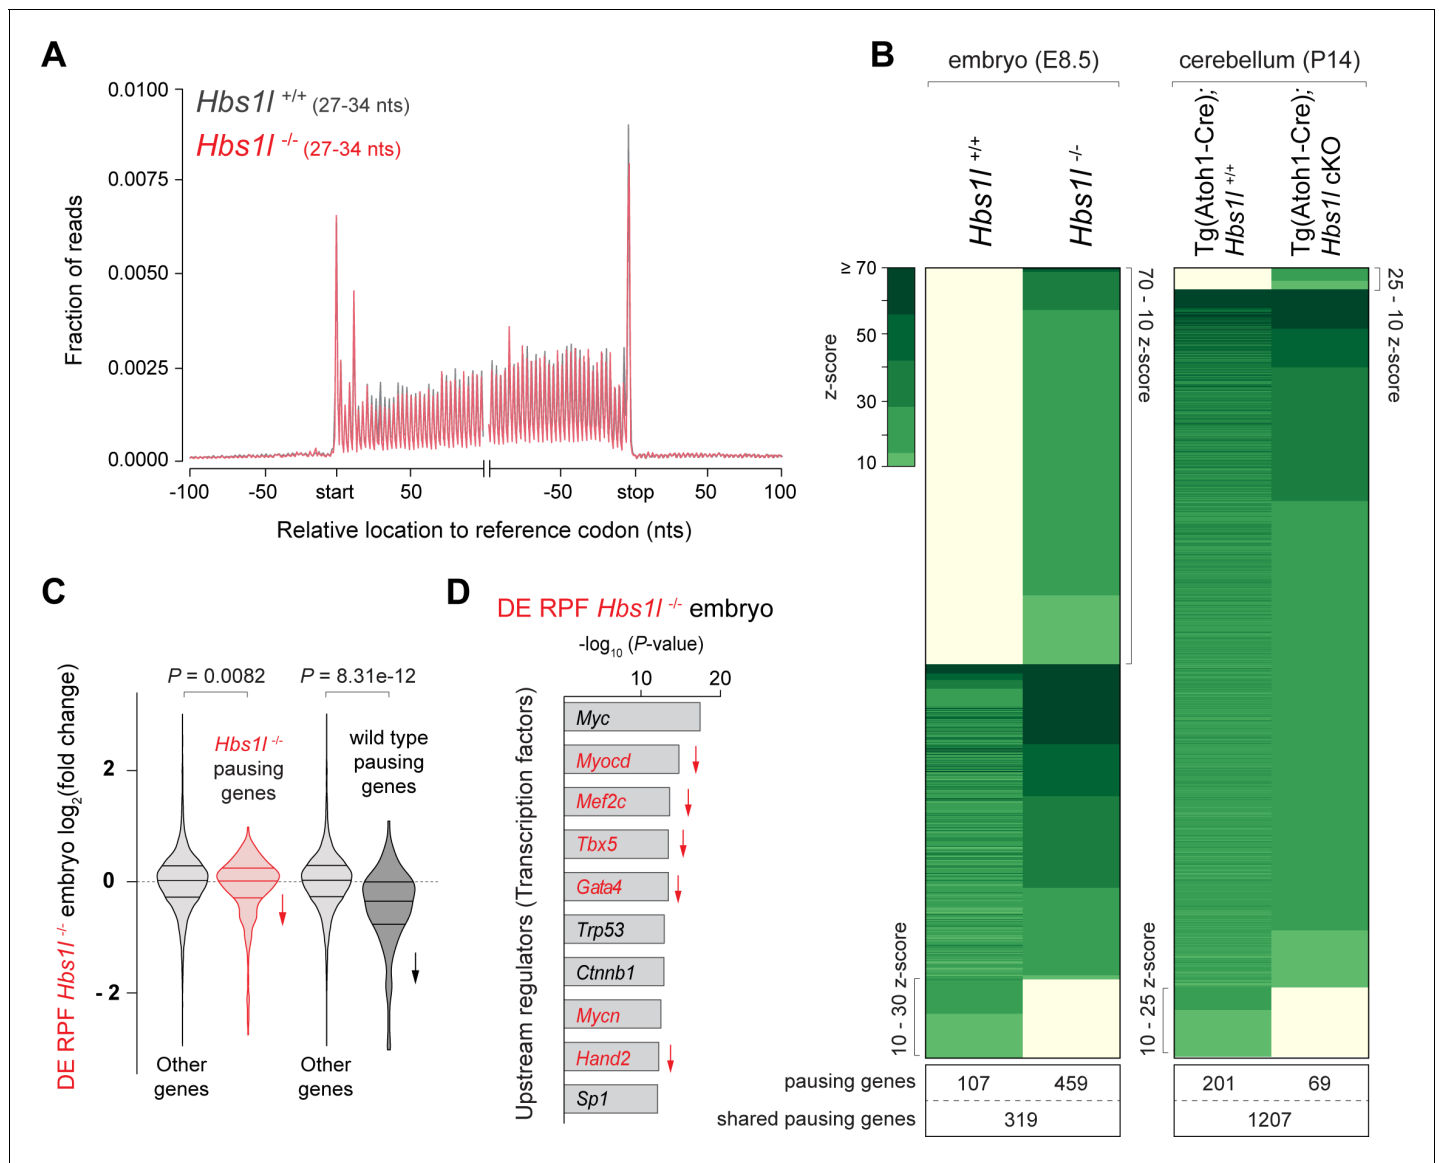 A
0.0100
0.0075
0.0050
0.0025
0.0000
Fraction of reads
Hbs1l +/+ (27-34 nts)
Hbs1l -/- (27-34 nts)
-100
-50
start
50
-50
stop
50
100
Relative location to reference codon (nts)
B
embryo (E8.5)
cerebellum (P14)
Hbs1l +/+
Hbs1l -/-
Tg(Atoh1-Cre);
Hbs1l +/+
Tg(Atoh1-Cre);
Hbs1l cKO
≥ 70
50
30
10
z-score
70 - 10 z-score
25 - 10 z-score
10 - 30 z-score
10 - 25 z-score
pausing genes
107
459
201
69
shared pausing genes
319
1207
C
DE RPF Hbs1l -/- embryo log2(fold change)
P = 0.0082
P = 8.31e-12
2
0
- 2
Hbs1l -/-
pausing
genes
wild type
pausing
genes
Other
genes
Other
genes
D
DE RPF Hbs1l -/- embryo
-log10 (P-value)
10
20
Upstream regulators (Transcription factors)
Myc
Myocd
Mef2c
Tbx5
Gata4
Trp53
Ctnnb1
Mycn
Hand2
Sp1